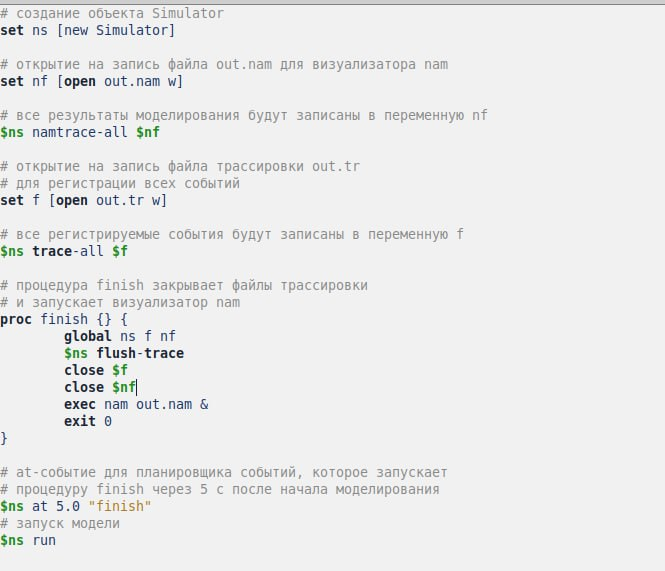 # создание объекта Simulator
set ns [new Simulator]
# открытие на запись файла out.nam для визуализатора nam
set nf [open out.nam w]
# все результаты моделирования будут записаны в переменную nf
$ns namtrace-all $nf
# открытие на запись файла трассировки out.tr
# для регистрации всех событий
set f [open out.tr w]
# все регистрируемые события будут записаны в переменную f
$ns trace-all $f
# процедура finish закрывает файлы трассировки
# и запускает визуализатор nam
proc finish {} {
        global ns f nf
        $ns flush-trace
        close $f
        close $nf
        exec nam out.nam &
        exit 0
}
# at-событие для планировщика событий, которое запускает
# процедуру finish через 5 с после начала моделирования
$ns at 5.0 "finish"
# запуск модели
$ns run